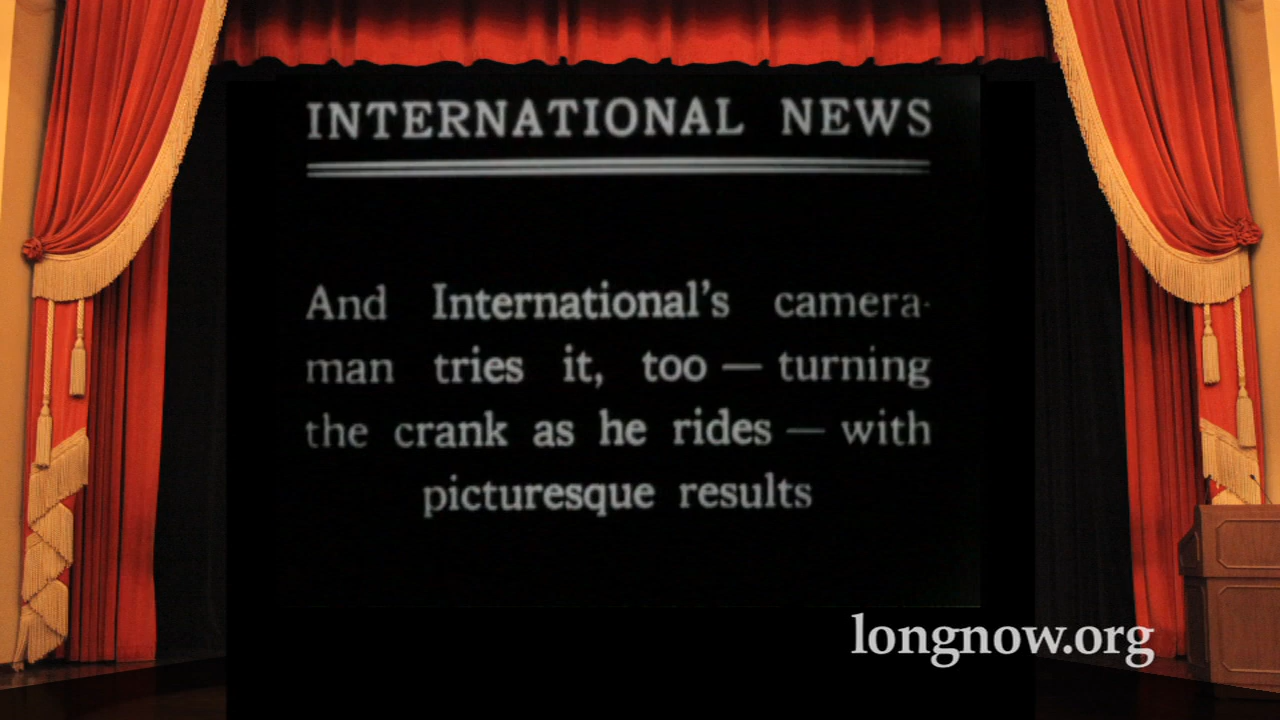 INTERNATIONAL NEWS
And International's camera-
man tries it, too — turning
the crank as he rides — with
picturesque results
longnow.org